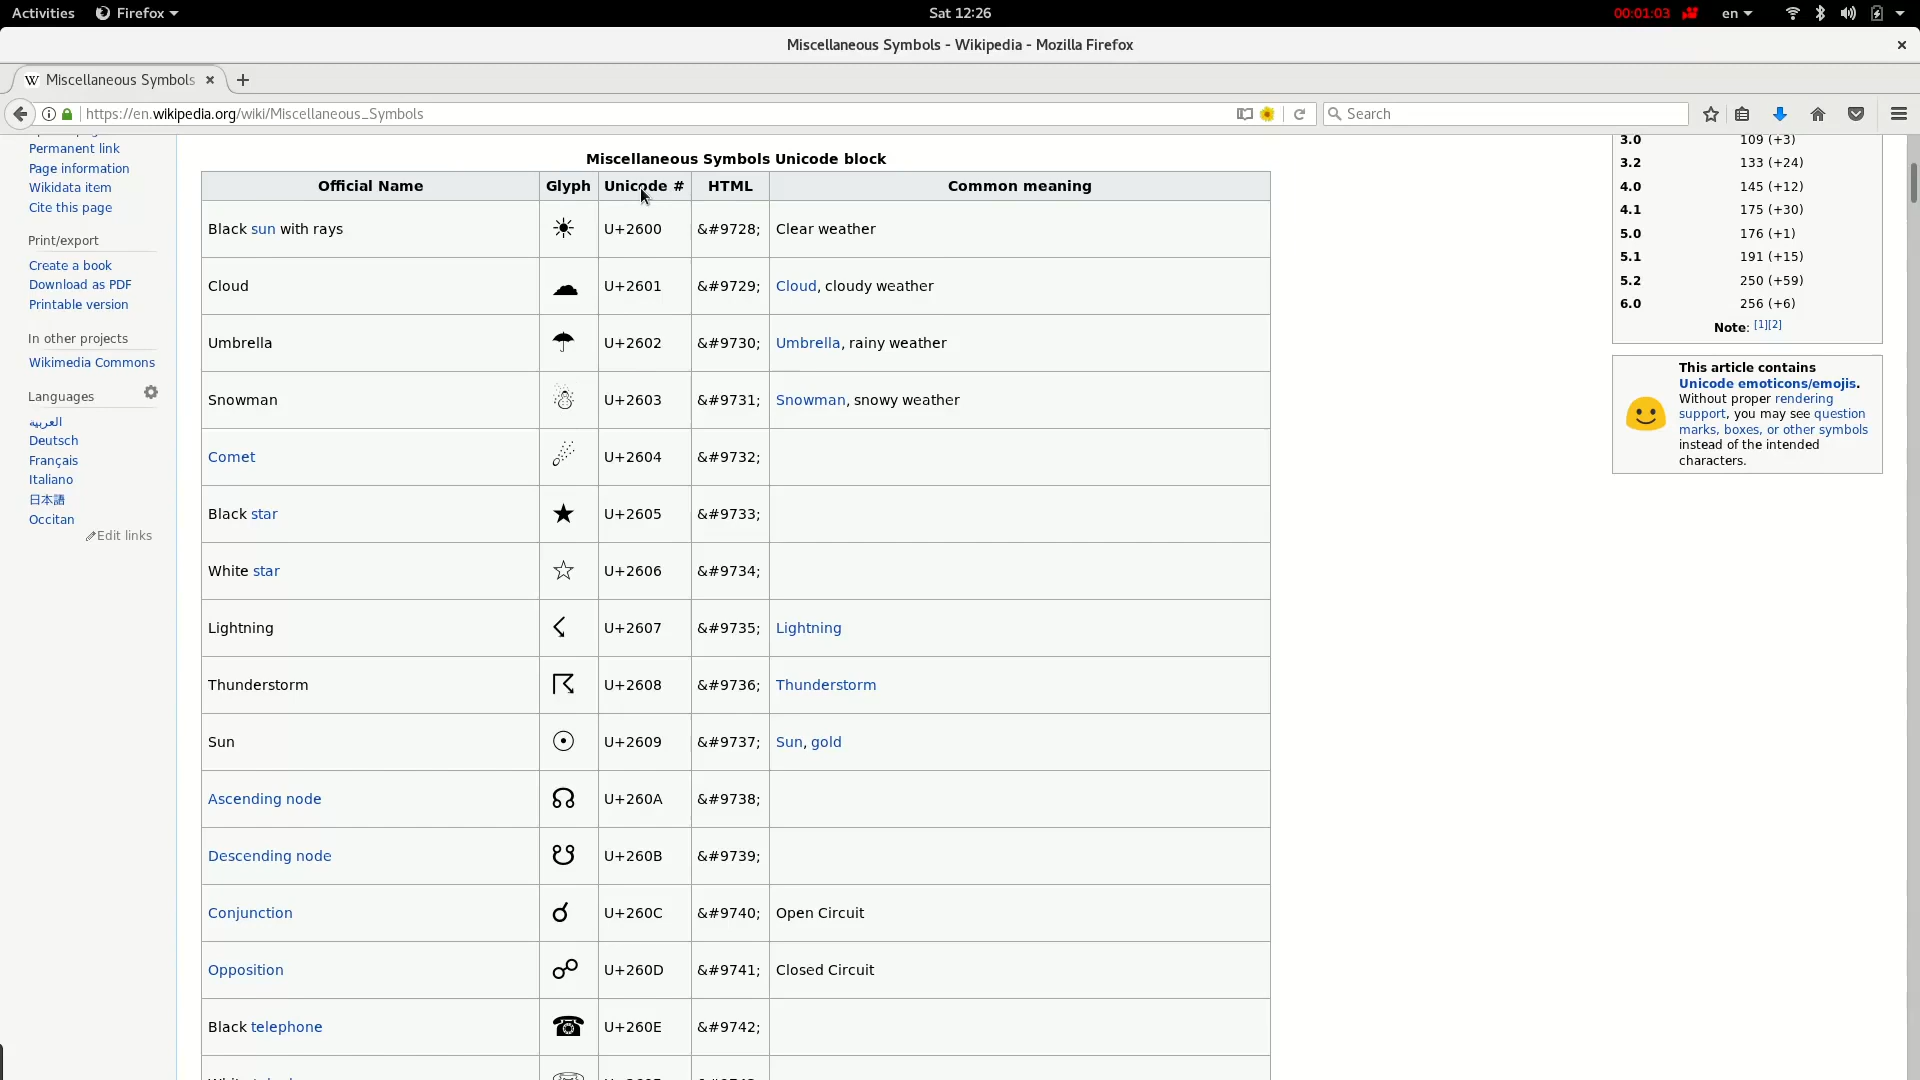 Activities Firefox Sat 12:26 00:01:03 en
Miscellaneous Symbols - Wikipedia - Mozilla Firefox
W Miscellaneous Symbols
https://en.wikipedia.org/wiki/Miscellaneous_Symbols Search
Permanent link
Page information
Wikidata item
Cite this page
Print/export
Create a book
Download as PDF
Printable version
In other projects
Wikimedia Commons
Languages
العربية
Deutsch
Français
Italiano
日本語
Occitan
Edit links
Miscellaneous Symbols Unicode block
Official Name Glyph Unicode # HTML Common meaning
Black sun with rays ☀ U+2600 &#9728; Clear weather
Cloud ☁ U+2601 &#9729; Cloud, cloudy weather
Umbrella ☂ U+2602 &#9730; Umbrella, rainy weather
Snowman ☃ U+2603 &#9731; Snowman, snowy weather
Comet ☄ U+2604 &#9732;
Black star ★ U+2605 &#9733;
White star ☆ U+2606 &#9734;
Lightning ☇ U+2607 &#9735; Lightning
Thunderstorm ☈ U+2608 &#9736; Thunderstorm
Sun ☉ U+2609 &#9737; Sun, gold
Ascending node ☊ U+260A &#9738;
Descending node ☋ U+260B &#9739;
Conjunction ☌ U+260C &#9740; Open Circuit
Opposition ☍ U+260D &#9741; Closed Circuit
Black telephone ☎ U+260E &#9742;
3.0 109 (+3)
3.2 133 (+24)
4.0 145 (+12)
4.1 175 (+30)
5.0 176 (+1)
5.1 191 (+15)
5.2 250 (+59)
6.0 256 (+6)
Note: [1][2]
This article contains
Unicode emoticons/emojis.
Without proper rendering
support, you may see question
marks, boxes, or other symbols
instead of the intended
characters.